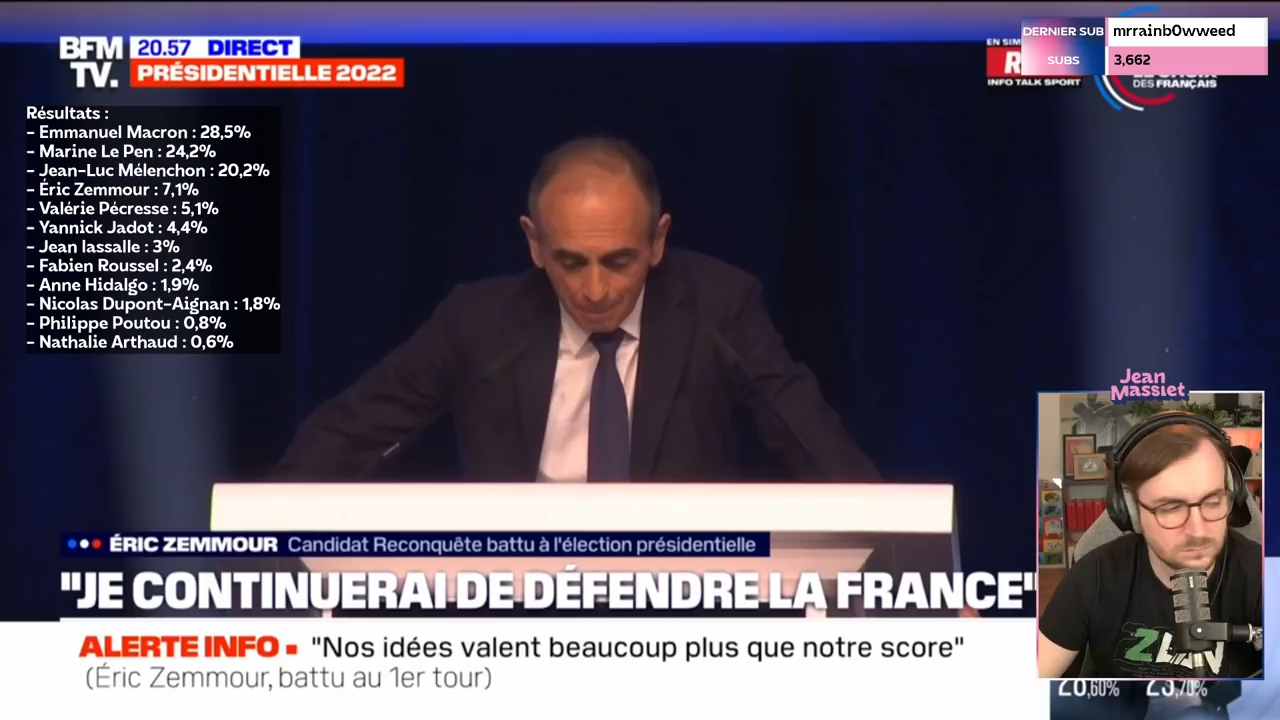 BFM
TV.
20.57 DIRECT
PRÉSIDENTIELLE 2022
EN SIM
INFO TALK SPORT
DES FRANÇAIS
DERNIER SUB
mrrainb0wweed
SUBS
3,662
Résultats :
- Emmanuel Macron : 28,5%
- Marine Le Pen : 24,2%
- Jean-Luc Mélenchon : 20,2%
- Éric Zemmour : 7,1%
- Valérie Pécresse : 5,1%
- Yannick Jadot : 4,4%
- Jean lassalle : 3%
- Fabien Roussel : 2,4%
- Anne Hidalgo : 1,9%
- Nicolas Dupont-Aignan : 1,8%
- Philippe Poutou : 0,8%
- Nathalie Arthaud : 0,6%
Jean
Massiet
ÉRIC ZEMMOUR Candidat Reconquête battu à l'élection présidentielle
"JE CONTINUERAI DE DÉFENDRE LA FRANCE"
ALERTE INFO "Nos idées valent beaucoup plus que notre score"
(Éric Zemmour, battu au 1er tour)